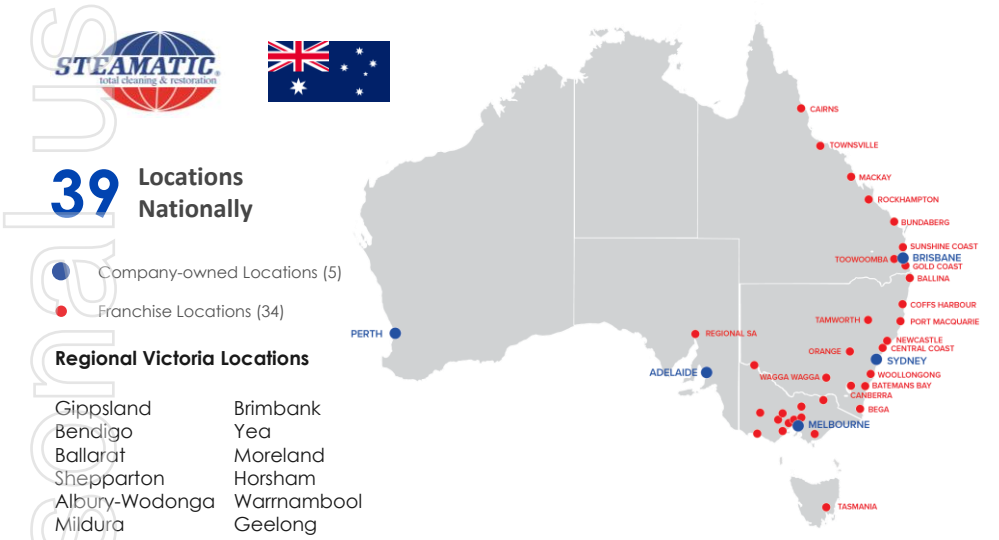 STEAMATIC
total cleaning & restoration
39 Locations
Nationally
Company-owned Locations (5)
Franchise Locations (34)
Regional Victoria Locations
Gippsland
Bendigo
Ballarat
Shepparton
Albury-Wodonga
Mildura
Brimbank
Yea
Moreland
Horsham
Warrnambool
Geelong
CAIRNS
TOWNSVILLE
MACKAY
ROCKHAMPTON
BUNDABERG
SUNSHINE COAST
TOOWOOMBA
BRISBANE
GOLD COAST
BALLINA
COFFS HARBOUR
TAMWORTH
PORT MACQUARIE
NEWCASTLE
CENTRAL COAST
ORANGE
SYDNEY
WOOLLONGONG
WAGGA WAGGA
BATEMANS BAY
CANBERRA
BEGA
PERTH
REGIONAL SA
ADELAIDE
MELBOURNE
TASMANIA
sonal us